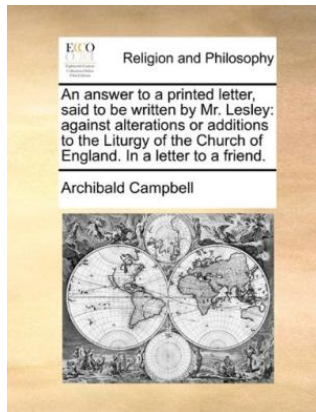 ECCO
Religion and Philosophy
An answer to a printed letter,
said to be written by Mr. Lesley:
against alterations or additions
to the Liturgy of the Church of
England. In a letter to a friend.
Archibald Campbell